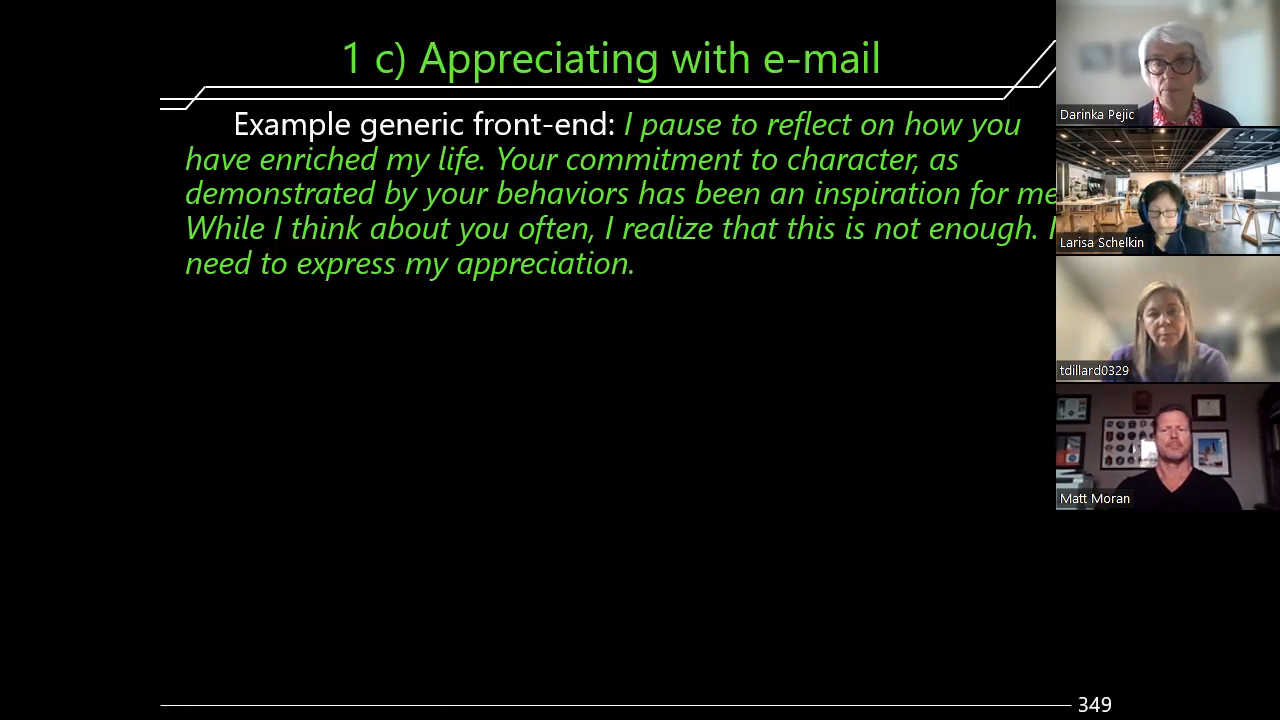 1 c) Appreciating with e-mail
Example generic front-end: I pause to reflect on how you
have enriched my life. Your commitment to character, as
demonstrated by your behaviors has been an inspiration for me
While I think about you often, I realize that this is not enough. I
need to express my appreciation.
349
Darinka Pejic
Larisa Schelkin
tdillard0329
Matt Moran